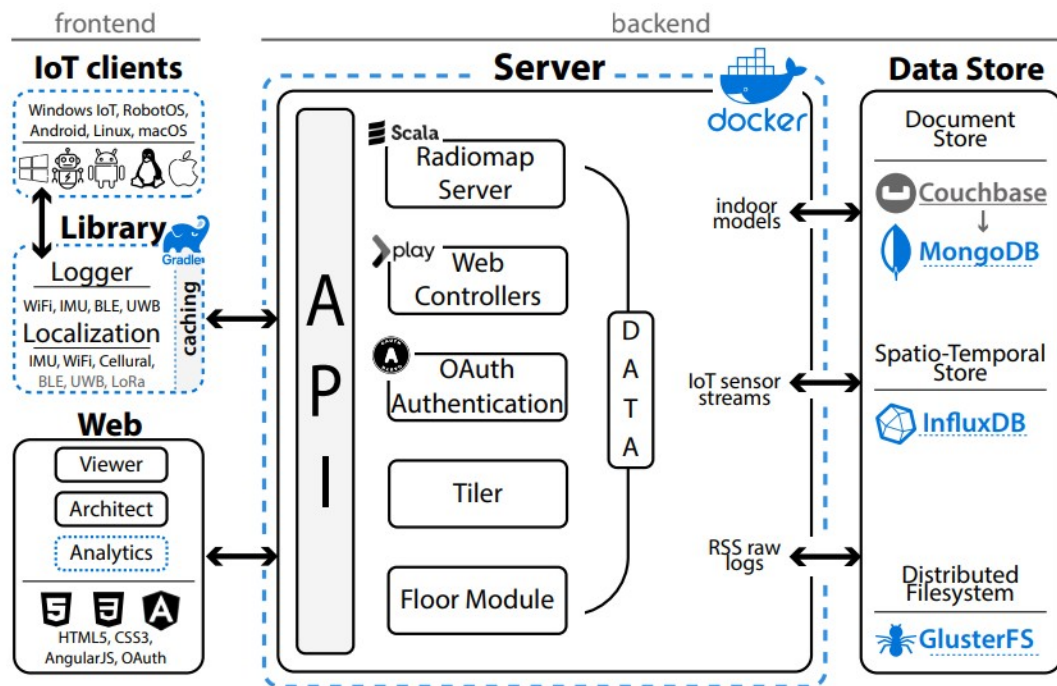 frontend
backend
IoT clients
Windows IoT, RobotOS,
Android, Linux, macOS
Library
Gradle
Logger
WiFi, IMU, BLE, UWB
Localization
IMU, WiFi, Cellural,
BLE, UWB, LoRa
caching
Web
Viewer
Architect
Analytics
HTML5, CSS3,
AngularJS, OAuth
Server
docker
API
Scala
Radiomap
Server
play
Web
Controllers
OAuth
Authentication
Tiler
Floor Module
DATA
indoor
models
IoT sensor
streams
RSS raw
logs
Data Store
Document
Store
Couchbase
MongoDB
Spatio-Temporal
Store
InfluxDB
Distributed
Filesystem
GlusterFS